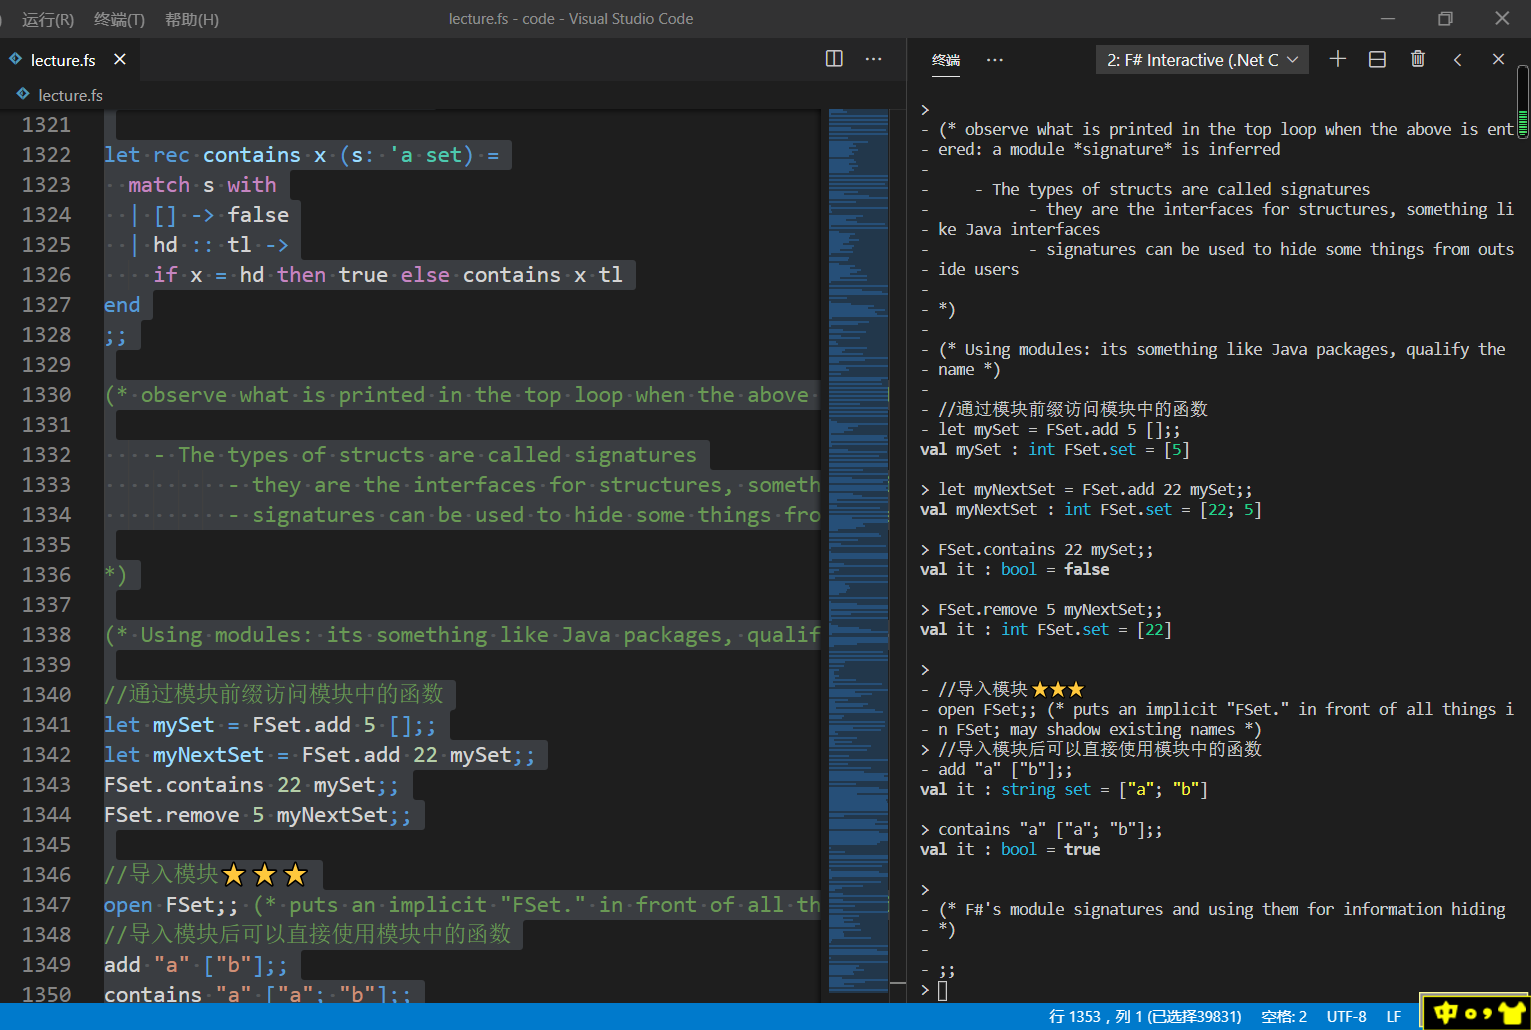 运行(R) 终端(T) 帮助(H) lecture.fs - code - Visual Studio Code
lecture.fs
lecture.fs
1321
1322 let rec contains x (s: 'a set) =
1323 match s with
1324 | [] -> false
1325 | hd :: tl ->
1326 if x = hd then true else contains x tl
1327 end
1328 ;;
1329
1330 (* observe what is printed in the top loop when the above
1331
1332 - The types of structs are called signatures
1333 - they are the interfaces for structures, someth
1334 - signatures can be used to hide some things fro
1335
1336 *)
1337
1338 (* Using modules: its something like Java packages, qualif
1339
1340 //通过模块前缀访问模块中的函数
1341 let mySet = FSet.add 5 [];;
1342 let myNextSet = FSet.add 22 mySet;;
1343 FSet.contains 22 mySet;;
1344 FSet.remove 5 myNextSet;;
1345
1346 //导入模块⭐⭐⭐
1347 open FSet;; (* puts an implicit "FSet." in front of all th
1348 //导入模块后可以直接使用模块中的函数
1349 add "a" ["b"];;
1350 contains "a" ["a"; "b"];;
终端 ··· 2: F# Interactive (.Net C
>
- (* observe what is printed in the top loop when the above is ent
- ered: a module *signature* is inferred
-
- - The types of structs are called signatures
- - they are the interfaces for structures, something li
- ke Java interfaces
- - signatures can be used to hide some things from outs
- ide users
-
- *)
-
- (* Using modules: its something like Java packages, qualify the
- name *)
-
- //通过模块前缀访问模块中的函数
- let mySet = FSet.add 5 [];;
val mySet : int FSet.set = [5]
> let myNextSet = FSet.add 22 mySet;;
val myNextSet : int FSet.set = [22; 5]
> FSet.contains 22 mySet;;
val it : bool = false
> FSet.remove 5 myNextSet;;
val it : int FSet.set = [22]
>
- //导入模块⭐⭐⭐
- open FSet;; (* puts an implicit "FSet." in front of all things i
- n FSet; may shadow existing names *)
> //导入模块后可以直接使用模块中的函数
- add "a" ["b"];;
val it : string set = ["a"; "b"]
> contains "a" ["a"; "b"];;
val it : bool = true
>
- (* F#'s module signatures and using them for information hiding
- *)
-
- ;;
>
行 1353，列 1 (已选择39831) 空格: 2 UTF-8 LF
中